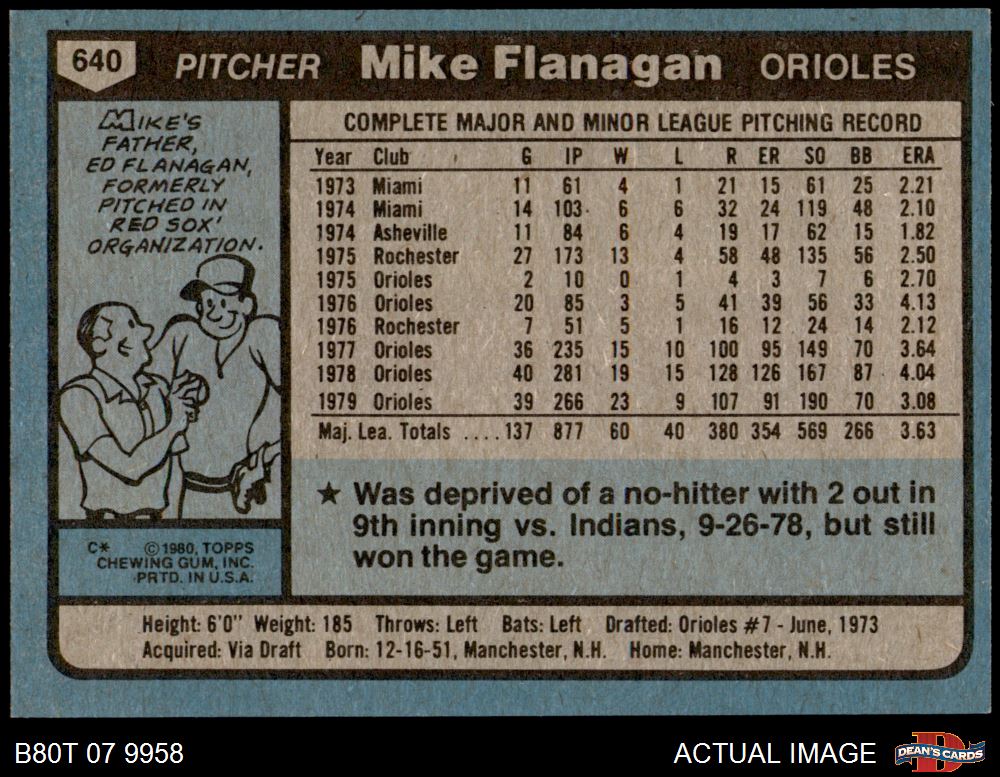 640 PITCHER Mike Flanagan ORIOLES
MIKE'S
FATHER,
ED FLANAGAN,
FORMERLY
PITCHED IN
RED SOX'
ORGANIZATION.
C* ©1980, TOPPS
CHEWING GUM, INC.
PRTD. IN U.S.A.
COMPLETE MAJOR AND MINOR LEAGUE PITCHING RECORD
Year Club G IP W L R ER SO BB ERA
1973 Miami 11 61 4 1 21 15 61 25 2.21
1974 Miami 14 103 6 6 32 24 119 48 2.10
1974 Asheville 11 84 6 4 19 17 62 15 1.82
1975 Rochester 27 173 13 4 58 48 135 56 2.50
1975 Orioles 2 10 0 1 4 3 7 6 2.70
1976 Orioles 20 85 3 5 41 39 56 33 4.13
1976 Rochester 7 51 5 1 16 12 24 14 2.12
1977 Orioles 36 235 15 10 100 95 149 70 3.64
1978 Orioles 40 281 19 15 128 126 167 87 4.04
1979 Orioles 39 266 23 9 107 91 190 70 3.08
Maj. Lea. Totals ....137 877 60 40 380 354 569 266 3.63
★ Was deprived of a no-hitter with 2 out in
9th inning vs. Indians, 9-26-78, but still
won the game.
Height: 6'0" Weight: 185 Throws: Left Bats: Left Drafted: Orioles #7 - June, 1973
Acquired: Via Draft Born: 12-16-51, Manchester, N.H. Home: Manchester, N.H.
B80T 07 9958 ACTUAL IMAGE DEAN'S CARDS